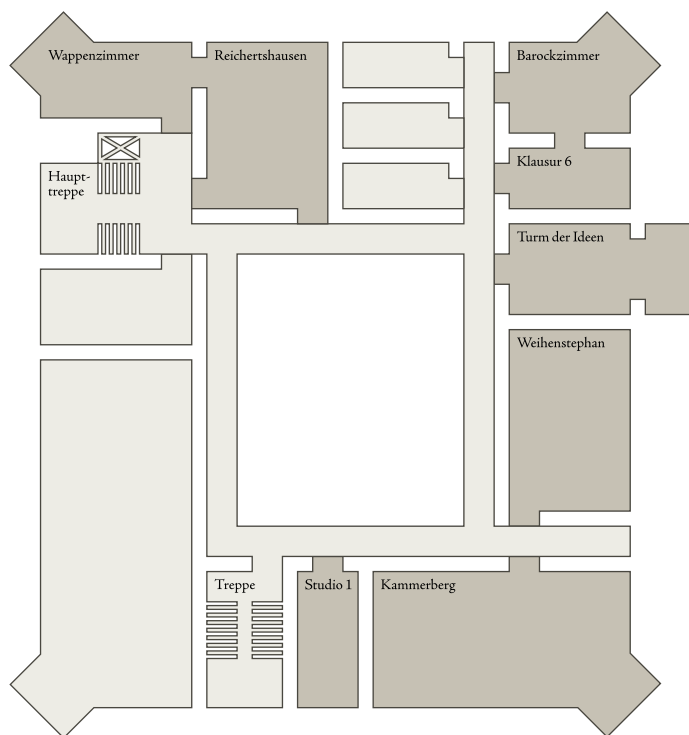 Wappenzimmer
Reichertshausen
Barockzimmer
Klausur 6
Haupt-
treppe
Turm der Ideen
Weihenstephan
Treppe
Studio 1
Kammerberg